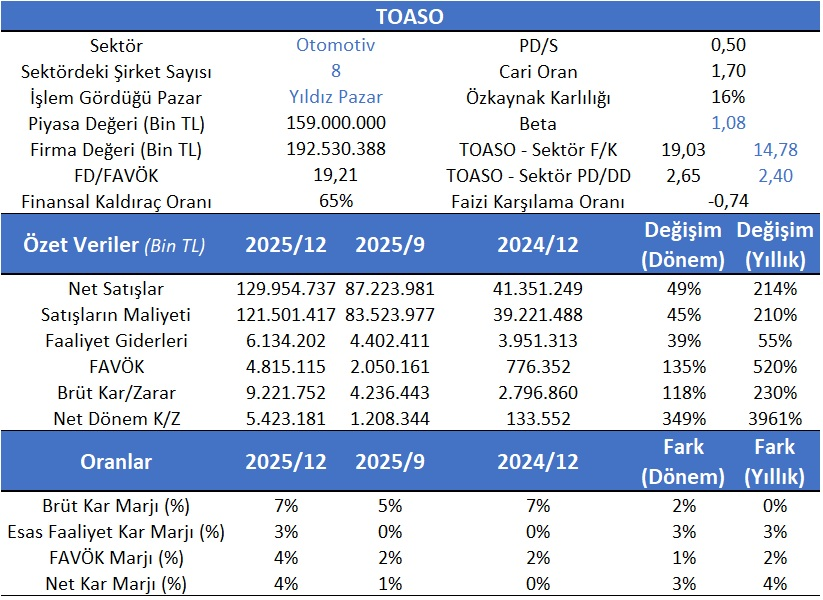 TOASO
Sektör Otomotiv PD/S 0,50
Sektördeki Şirket Sayısı 8 Cari Oran 1,70
İşlem Gördüğü Pazar Yıldız Pazar Özkaynak Karlılığı 16%
Piyasa Değeri (Bin TL) 159.000.000 Beta 1,08
Firma Değeri (Bin TL) 192.530.388 TOASO - Sektör F/K 19,03 14,78
FD/FAVÖK 19,21 TOASO - Sektör PD/DD 2,65 2,40
Finansal Kaldıraç Oranı 65% Faizi Karşılama Oranı -0,74
Özet Veriler (Bin TL) 2025/12 2025/9 2024/12 Değişim (Dönem) Değişim (Yıllık)
Net Satışlar 129.954.737 87.223.981 41.351.249 49% 214%
Satışların Maliyeti 121.501.417 83.523.977 39.221.488 45% 210%
Faaliyet Giderleri 6.134.202 4.402.411 3.951.313 39% 55%
FAVÖK 4.815.115 2.050.161 776.352 135% 520%
Brüt Kar/Zarar 9.221.752 4.236.443 2.796.860 118% 230%
Net Dönem K/Z 5.423.181 1.208.344 133.552 349% 3961%
Oranlar 2025/12 2025/9 2024/12 Fark (Dönem) Fark (Yıllık)
Brüt Kar Marjı (%) 7% 5% 7% 2% 0%
Esas Faaliyet Kar Marjı (%) 3% 0% 0% 3% 3%
FAVÖK Marjı (%) 4% 2% 2% 1% 2%
Net Kar Marjı (%) 4% 1% 0% 3% 4%